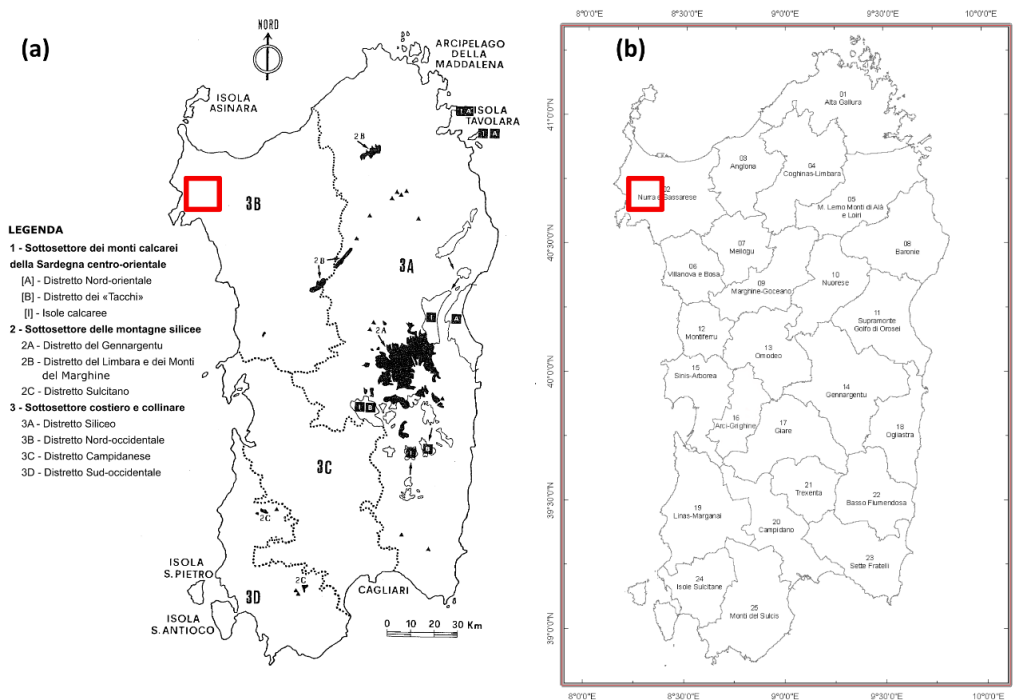 (a)
NORD
ARCIPELAGO
DELLA
MADDALENA
ISOLA
ASINARA
ISOLA
TAVOLARA
I A
I A
2B
3B
2B
3A
I
A
2A
I B
3C
I
B
2C
ISOLA
S.PIETRO
2C
CAGLIARI
3D
ISOLA
S.ANTIOCO
0 10 20 30 Km
LEGENDA
1 - Sottosettore dei monti calcarei
della Sardegna centro-orientale
[A] - Distretto Nord-orientale
[B] - Distretto dei «Tacchi»
[I] - Isole calcaree
2 - Sottosettore delle montagne silicee
2A - Distretto del Gennargentu
2B - Distretto del Limbara e dei Monti
del Marghine
2C - Distretto Sulcitano
3 - Sottosettore costiero e collinare
3A - Distretto Siliceo
3B - Distretto Nord-occidentale
3C - Distretto Campidanese
3D - Distretto Sud-occidentale
(b)
8°0'0"E 8°30'0"E 9°0'0"E 9°30'0"E 10°0'0"E
41°0'0"N
40°30'0"N
40°0'0"N
39°30'0"N
39°0'0"N
01
Alta Gallura
02
Nurra e Sassarese
03
Anglona
04
Coghinas-Limbara
05
M. Lerno Monti di Alà
e Loiri
07
Meilogu
08
Baronie
06
Villanova e Bosa
09
Marghine-Goceano
10
Nuorese
11
Supramonte
Golfo di Orosei
12
Montiferru
13
Omodeo
15
Sinis-Arborea
14
Gennargentu
16
Arci-Grighine
17
Giare
18
Ogliastra
21
Trexenta
22
Basso Flumendosa
19
Linas-Marganai
20
Campidano
23
Sette Fratelli
24
Isole Sulcitane
25
Monti del Sulcis
8°0'0"E 8°30'0"E 9°0'0"E 9°30'0"E 10°0'0"E